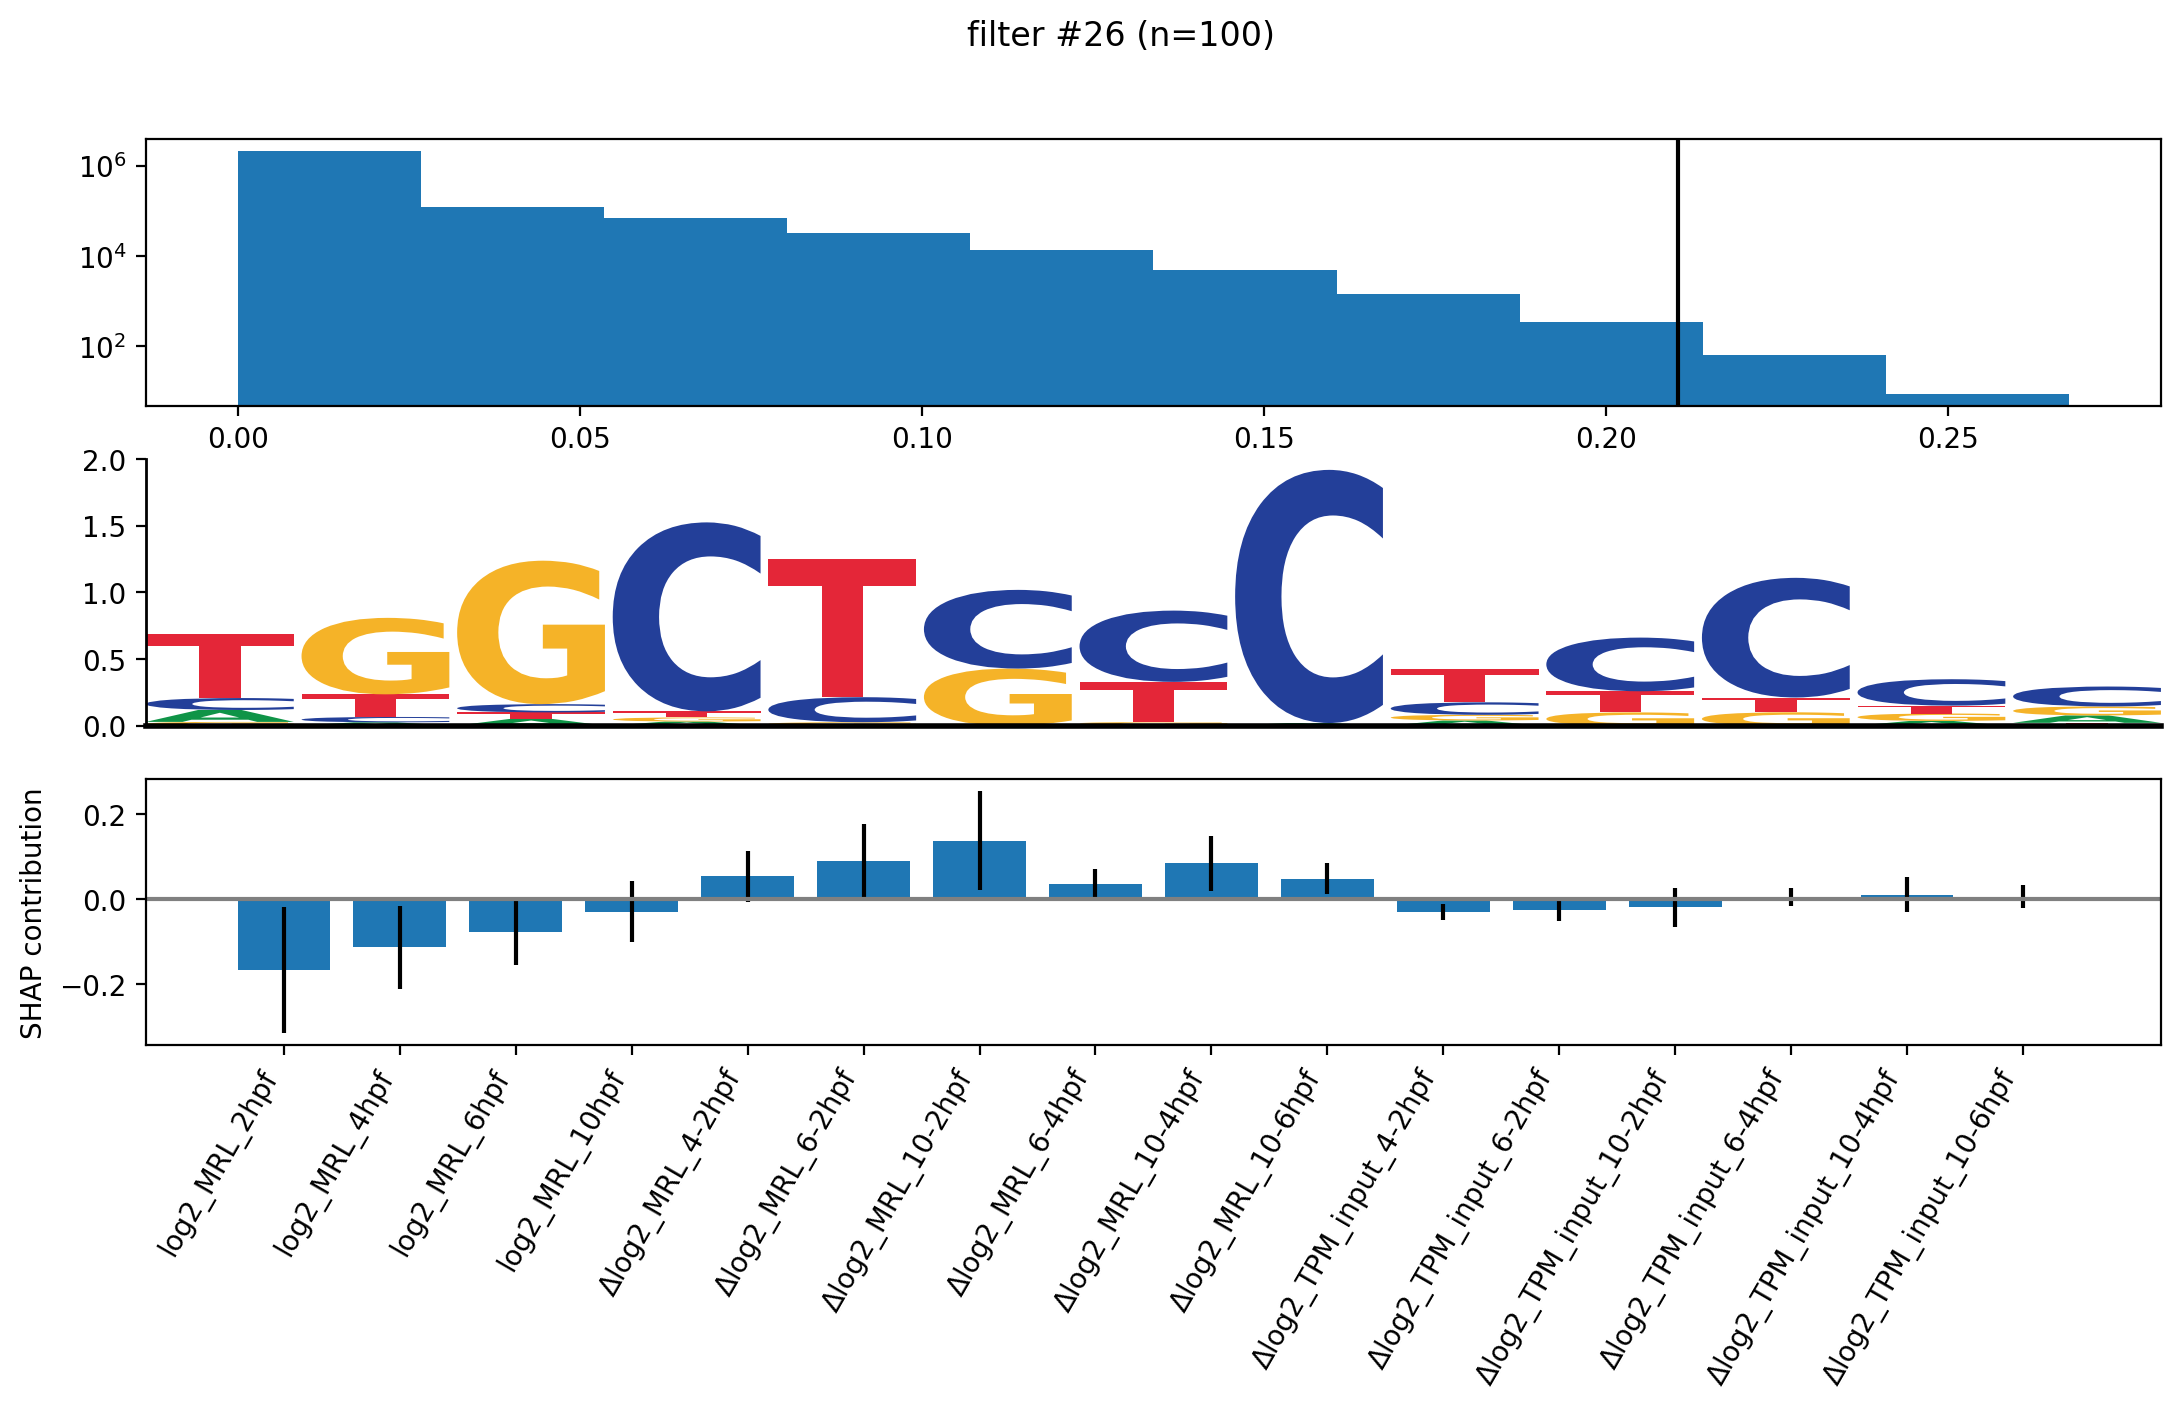 filter #26 (n=100)
10^6
10^4
10^2
0.00 0.05 0.10 0.15 0.20 0.25
2.0
1.5
1.0
0.5
0.0
TGGCTCCCTCCCC
SHAP contribution
0.2
0.0
−0.2
log2_MRL_2hpf
log2_MRL_4hpf
log2_MRL_6hpf
log2_MRL_10hpf
Δlog2_MRL_4-2hpf
Δlog2_MRL_6-2hpf
Δlog2_MRL_10-2hpf
Δlog2_MRL_6-4hpf
Δlog2_MRL_10-4hpf
Δlog2_MRL_10-6hpf
Δlog2_TPM_input_4-2hpf
Δlog2_TPM_input_6-2hpf
Δlog2_TPM_input_10-2hpf
Δlog2_TPM_input_6-4hpf
Δlog2_TPM_input_10-4hpf
Δlog2_TPM_input_10-6hpf